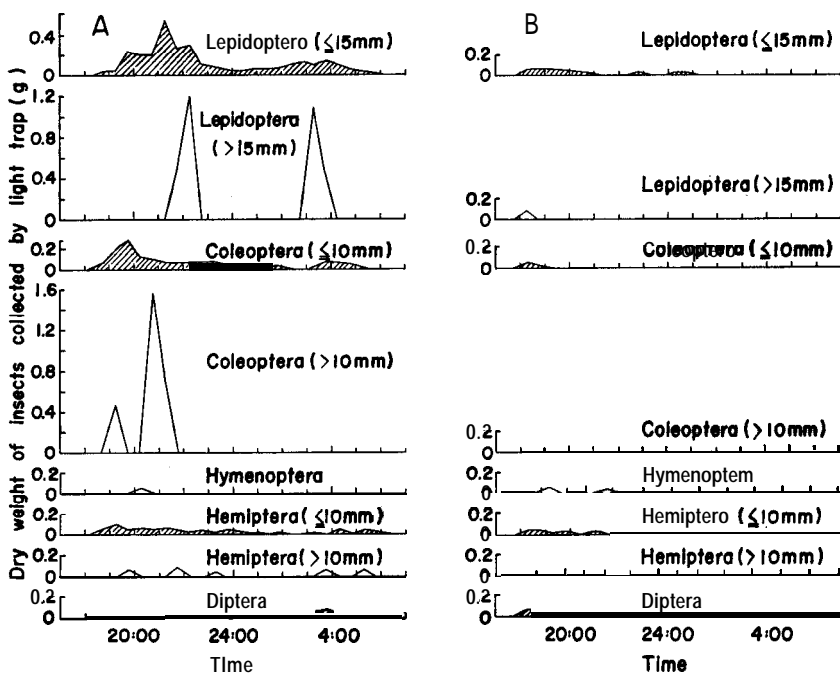 A
Lepidoptero (≤15mm)
0.4
0
1.2
0.8
0.4
0
Lepidoptera
(>15mm)
0.2
0
Coleoptera (≤10mm)
1.6
1.2
0.8
0.4
0
Coleoptera (>10mm)
0.2
0
Hymenoptera
0.2
0
Hemiptera (≤10mm)
0.2
0
Hemiptera (>10mm)
0.2
0
Diptera
20:00 24:00 4:00
TIme
Dry weight of insects collected by light trap (g)
B
Lepidoptera (≤15mm)
0.2
0
Lepidoptera (>15mm)
0.2
0
Coleoptera (≤10mm)
0.2
0
Coleoptera (>10mm)
0.2
0
Hymenoptem
0.2
0
Hemiptero (≤10mm)
0.2
0
Hemiptera (>10mm)
0.2
0
Diptera
0.2
0
20:00 24:00 4:00
Time